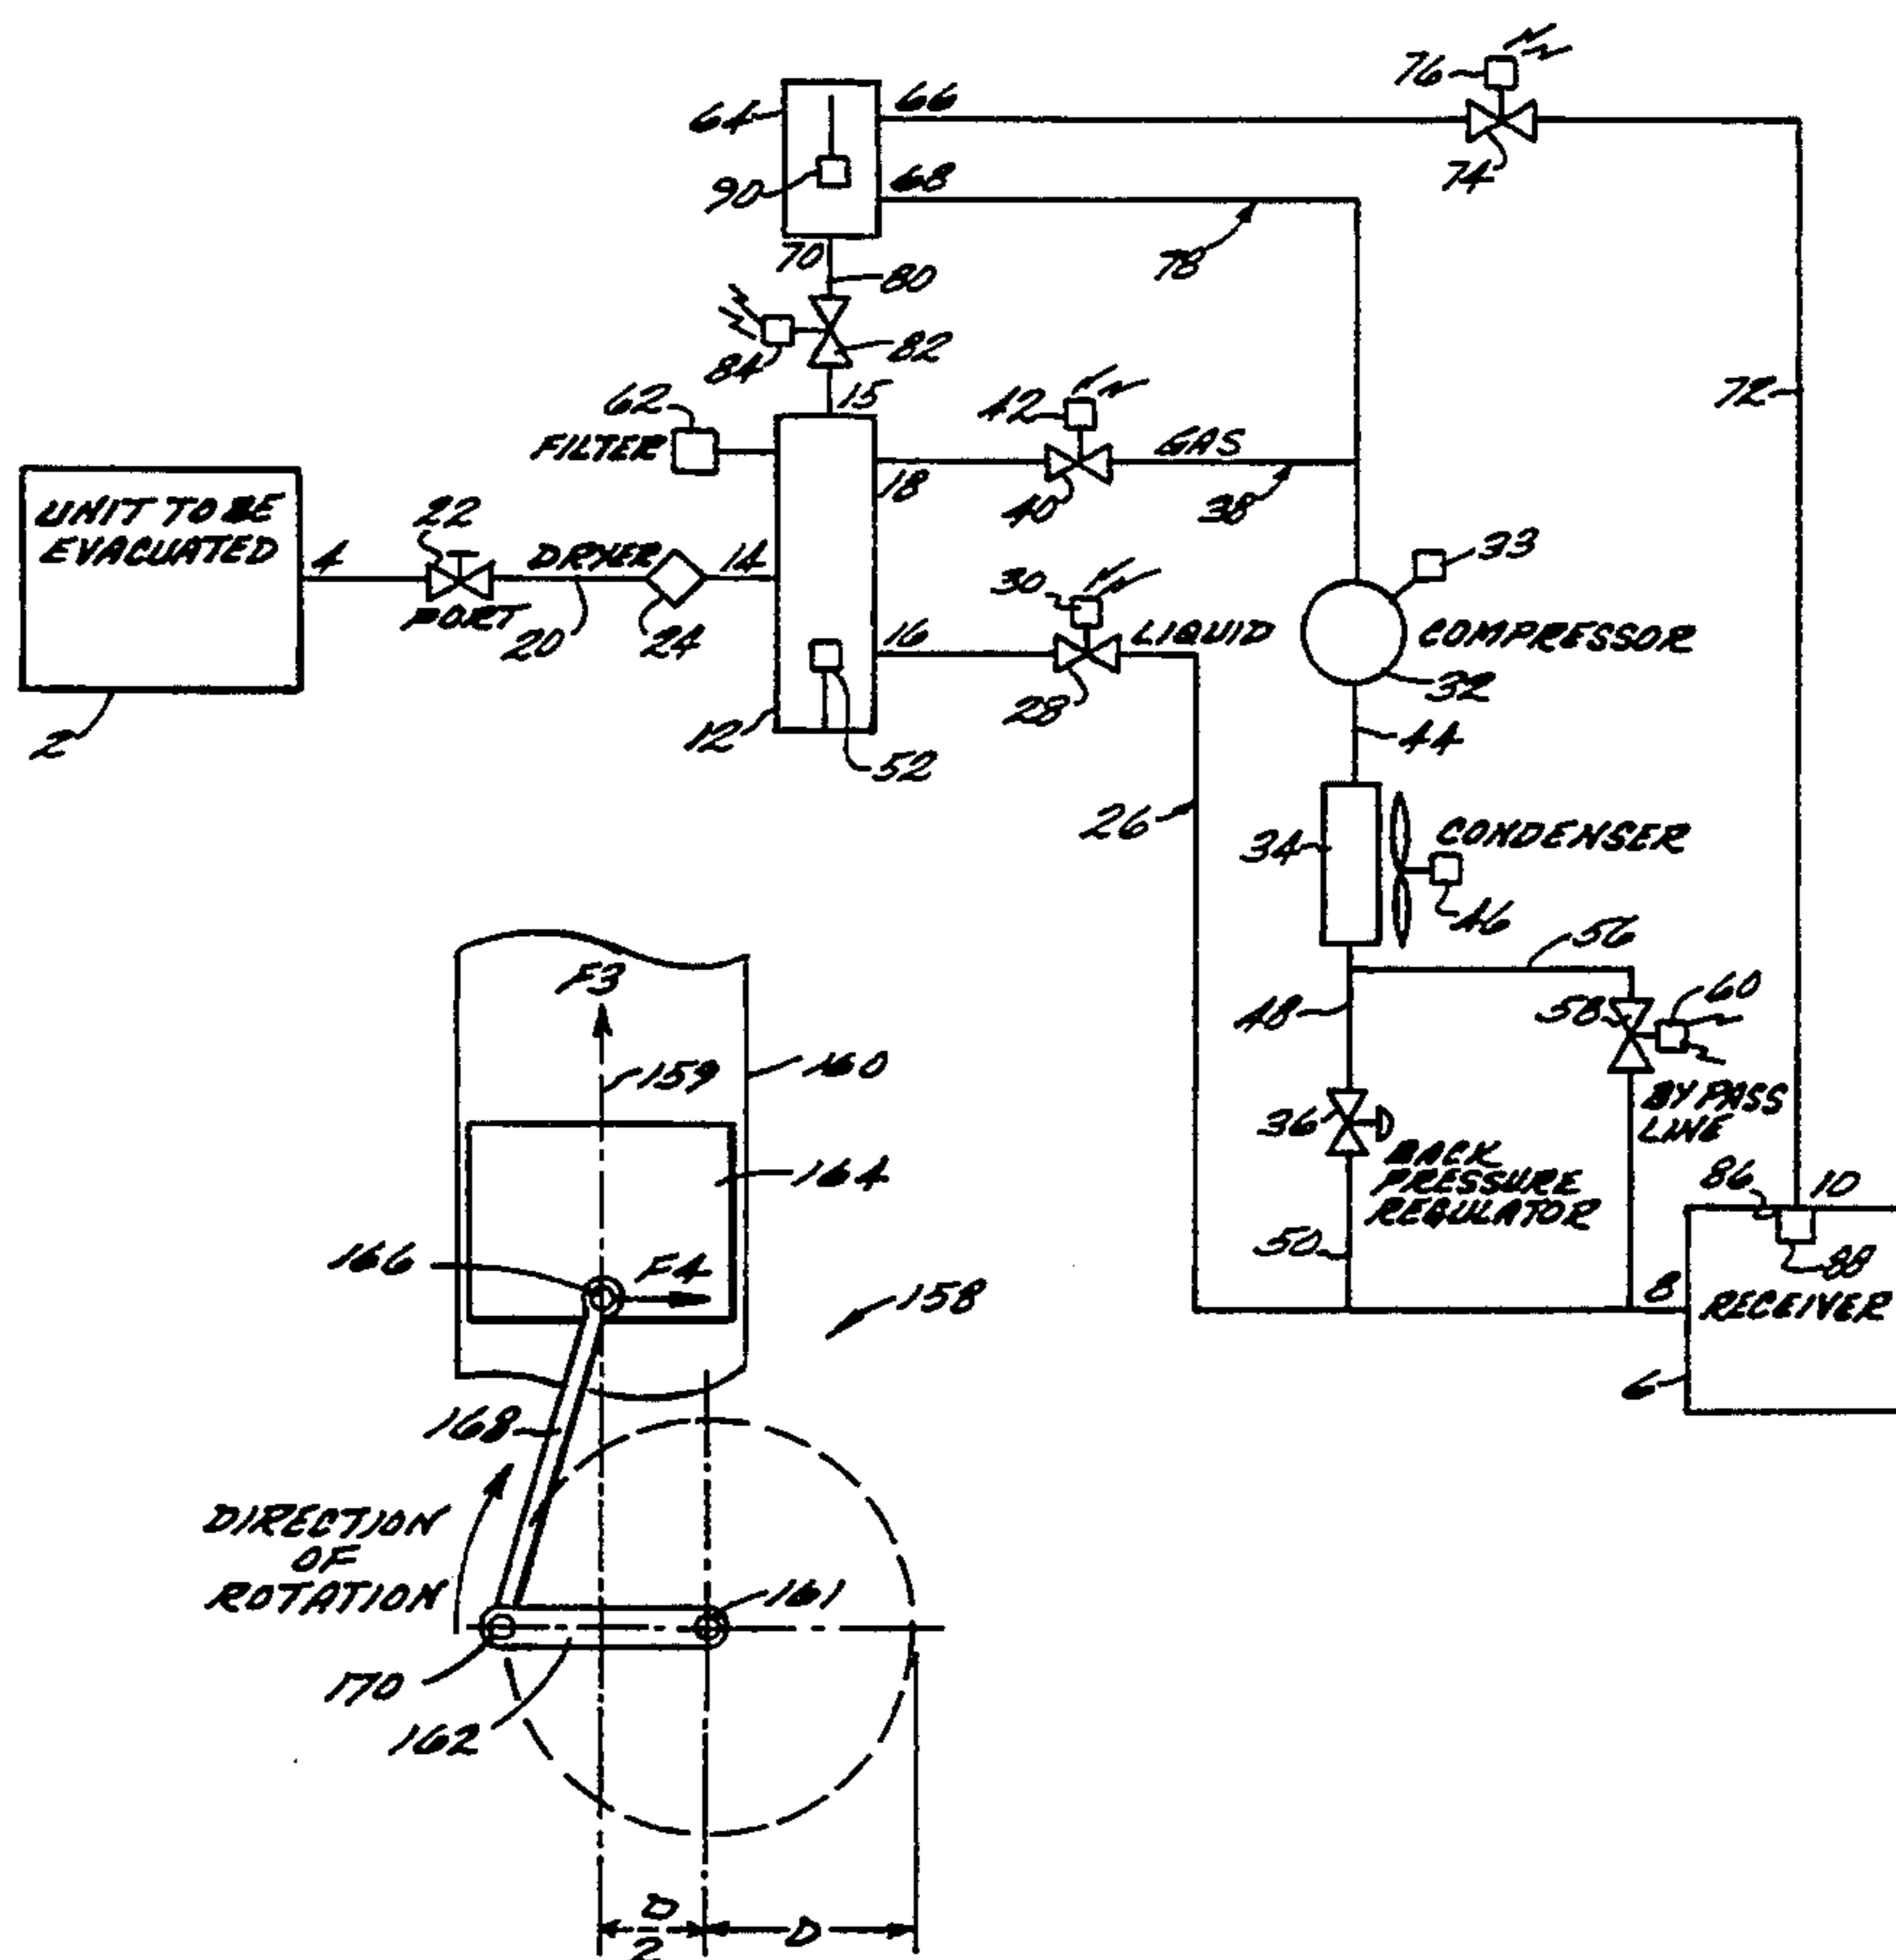 76
66
64
74
90
68
78
70
80
84
82
72
15
62
FILTER
42
GAS
18
40
38
UNIT TO BE
EVACUATED
4
22
DRYER
14
PORT
20
24
30
LIQUID
33
COMPRESSOR
16
28
32
2
12
52
44
26
34
CONDENSER
46
56
F3
48
58
60
159
160
BYPASS
LINE
36
BACK
PRESSURE
REGULATOR
164
86
10
166
F4
50
88
158
8
RECEIVER
6
168
DIRECTION
OF
ROTATION
161
170
162
D
2
D